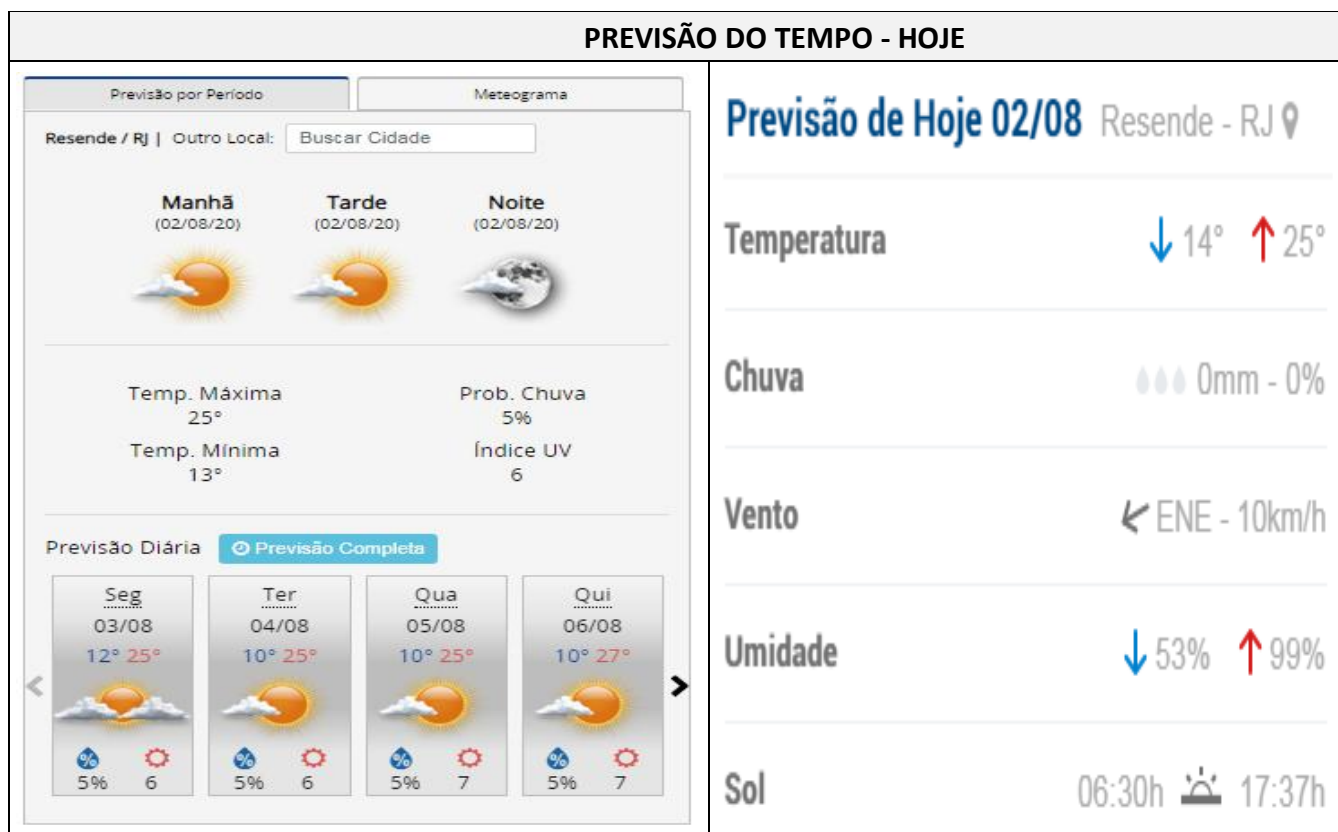 PREVISÃO DO TEMPO - HOJE
Previsão por Período
Meteograma
Resende / RJ | Outro Local: Buscar Cidade
Manhã Tarde Noite
(02/08/20) (02/08/20) (02/08/20)
Temp. Máxima Prob. Chuva
25° 5%
Temp. Mínima Índice UV
13° 6
Previsão Diária Previsão Completa
Seg Ter Qua Qui
03/08 04/08 05/08 06/08
12° 25° 10° 25° 10° 25° 10° 27°
% % % %
5% 6 5% 6 5% 7 5% 7
Previsão de Hoje 02/08 Resende - RJ
Temperatura 14° 25°
Chuva 0mm - 0%
Vento ENE - 10km/h
Umidade 53% 99%
Sol 06:30h 17:37h